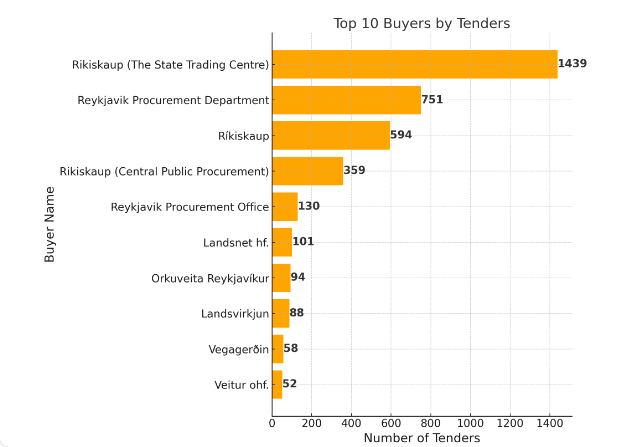 Top 10 Buyers by Tenders
Rikiskaup (The State Trading Centre) 1439
Reykjavik Procurement Department 751
Ríkiskaup 594
Rikiskaup (Central Public Procurement) 359
Reykjavik Procurement Office 130
Landsnet hf. 101
Orkuveita Reykjavíkur 94
Landsvirkjun 88
Vegagerðin 58
Veitur ohf. 52
Buyer Name
0 200 400 600 800 1000 1200 1400
Number of Tenders